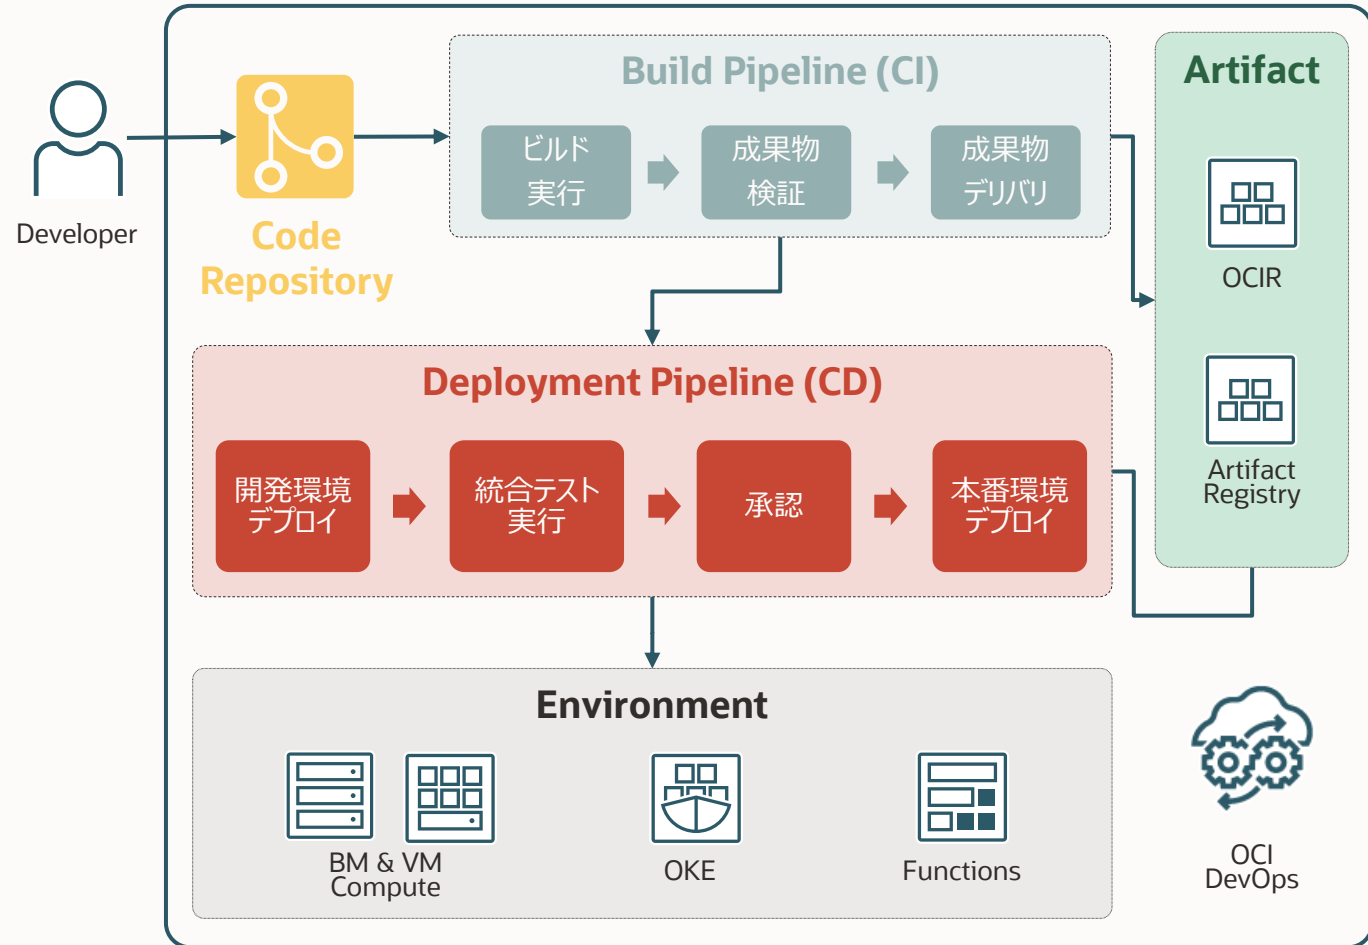 Developer
Code
Repository
Build Pipeline (CI)
ビルド
実行
成果物
検証
成果物
デリバリ
Artifact
OCIR
Artifact
Registry
Deployment Pipeline (CD)
開発環境
デプロイ
統合テスト
実行
承認
本番環境
デプロイ
Environment
BM & VM
Compute
OKE
Functions
OCI
DevOps